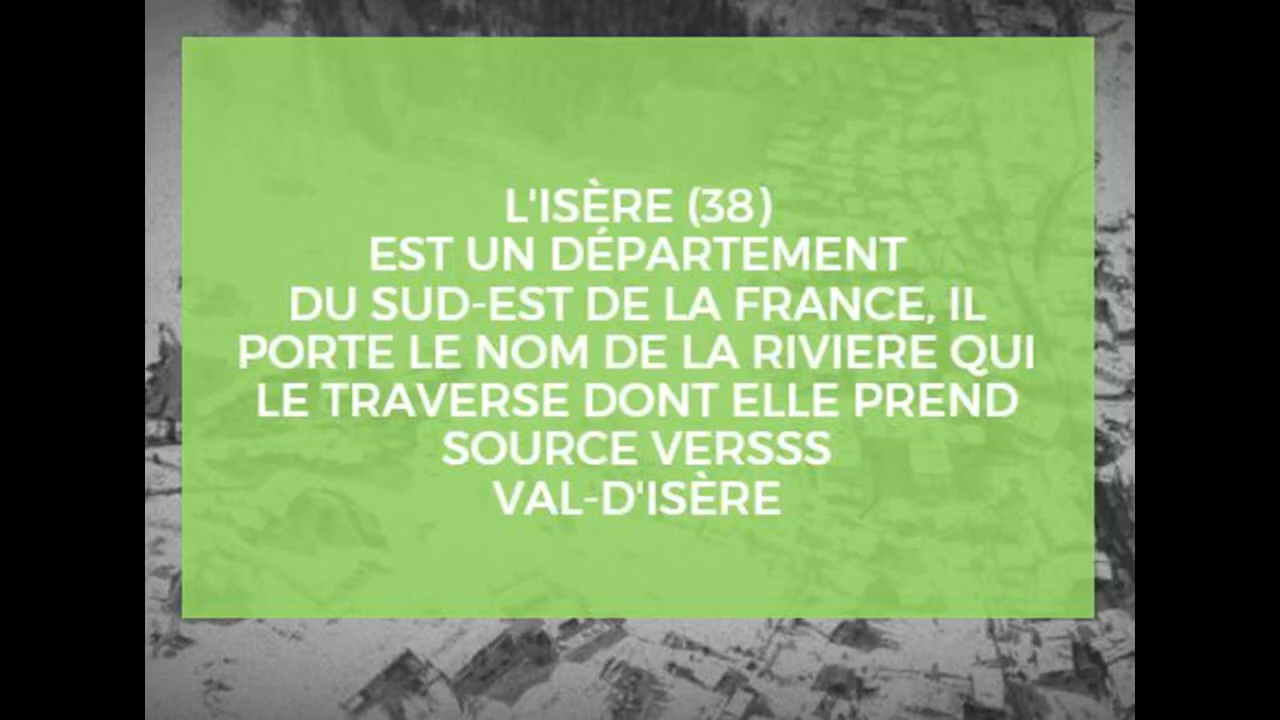 L'ISÈRE (38)
EST UN DÉPARTEMENT
DU SUD-EST DE LA FRANCE, IL
PORTE LE NOM DE LA RIVIERE QUI
LE TRAVERSE DONT ELLE PREND
SOURCE VERSSS
VAL-D'ISÈRE